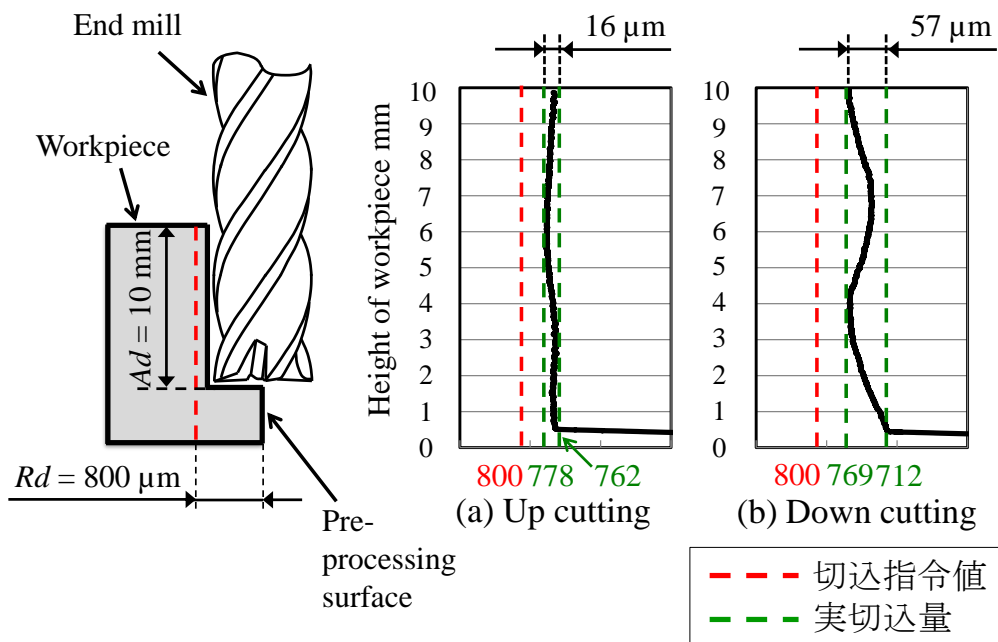 End mill
Workpiece
Ad = 10 mm
Rd = 800 µm
Pre-
processing
surface
16 µm
Height of workpiece mm
10
9
8
7
6
5
4
3
2
1
0
800 778 762
(a) Up cutting
57 µm
10
9
8
7
6
5
4
3
2
1
0
800 769 712
(b) Down cutting
切込指令値
実切込量